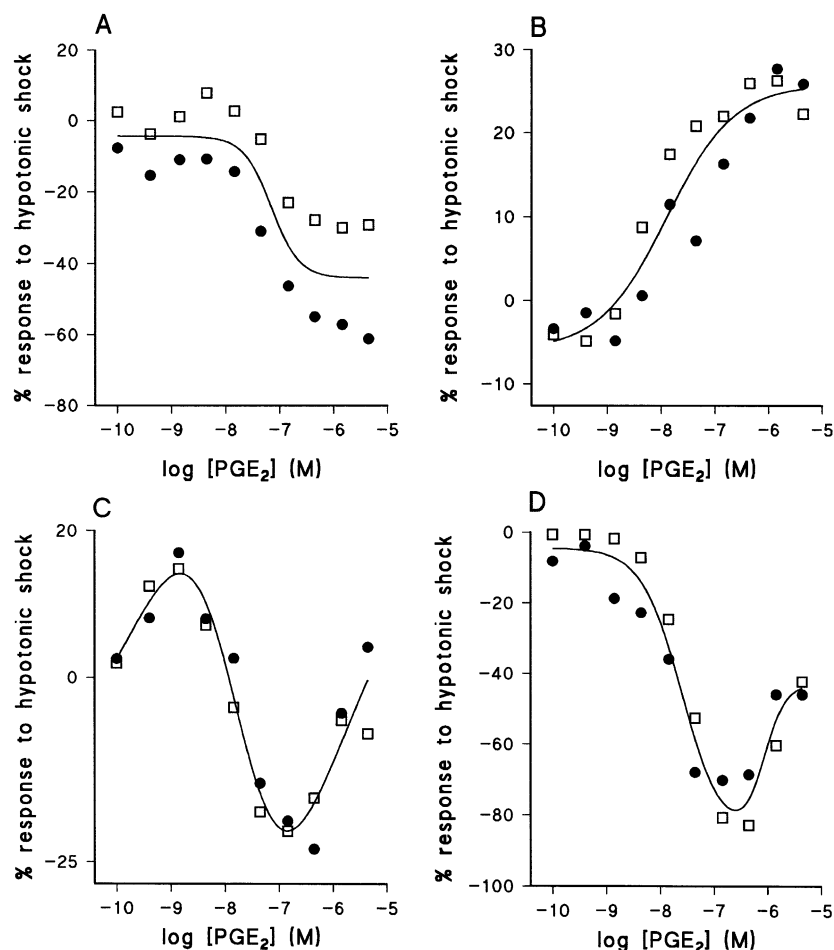 A
20
0
−20
−40
−60
−80
% response to hypotonic shock
−10 −9 −8 −7 −6 −5
log [PGE₂] (M)
B
30
20
10
0
−10
% response to hypotonic shock
−10 −9 −8 −7 −6 −5
log [PGE₂] (M)
C
20
0
−25
% response to hypotonic shock
−10 −9 −8 −7 −6 −5
log [PGE₂] (M)
D
0
−20
−40
−60
−80
−100
% response to hypotonic shock
−10 −9 −8 −7 −6 −5
log [PGE₂] (M)